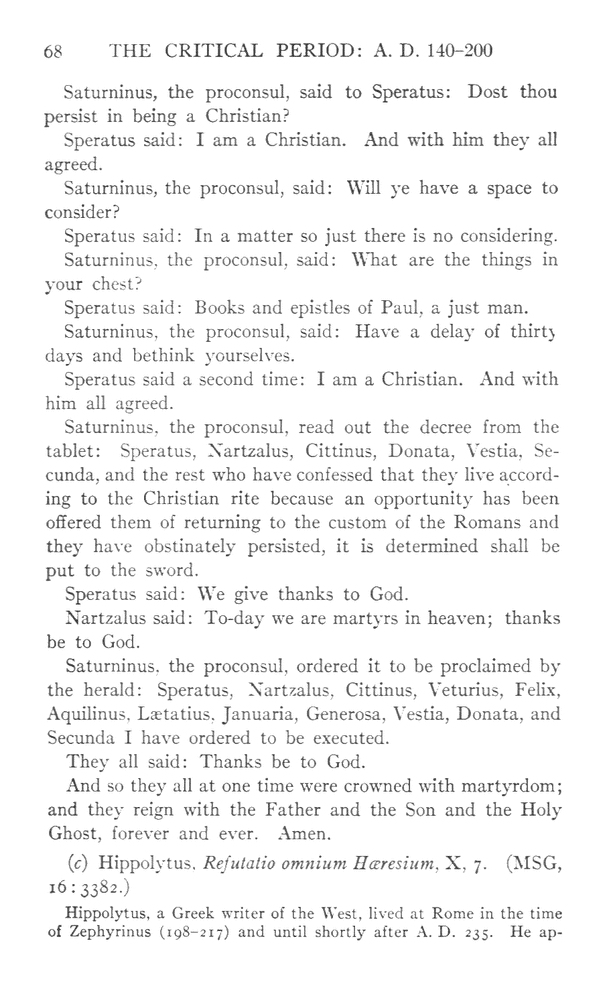 68 THE CRITICAL PERIOD: A. D. 140–200
Saturninus, the proconsul, said to Speratus: Dost thou
persist in being a Christian?
Speratus said: I am a Christian. And with him they all
agreed.
Saturninus, the proconsul, said: Will ye have a space to
consider?
Speratus said: In a matter so just there is no considering.
Saturninus, the proconsul, said: What are the things in
your chest?
Speratus said: Books and epistles of Paul, a just man.
Saturninus, the proconsul, said: Have a delay of thirty
days and bethink yourselves.
Speratus said a second time: I am a Christian. And with
him all agreed.
Saturninus, the proconsul, read out the decree from the
tablet: Speratus, Nartzalus, Cittinus, Donata, Vestia, Se-
cunda, and the rest who have confessed that they live accord-
ing to the Christian rite because an opportunity has been
offered them of returning to the custom of the Romans and
they have obstinately persisted, it is determined shall be
put to the sword.
Speratus said: We give thanks to God.
Nartzalus said: To-day we are martyrs in heaven; thanks
be to God.
Saturninus, the proconsul, ordered it to be proclaimed by
the herald: Speratus, Nartzalus, Cittinus, Veturius, Felix,
Aquilinus, Lætatius, Januaria, Generosa, Vestia, Donata, and
Secunda I have ordered to be executed.
They all said: Thanks be to God.
And so they all at one time were crowned with martyrdom;
and they reign with the Father and the Son and the Holy
Ghost, forever and ever. Amen.
(c) Hippolytus, Refutatio omnium Hæresium, X, 7. (MSG,
16:3382.)
Hippolytus, a Greek writer of the West, lived at Rome in the time
of Zephyrinus (198–217) and until shortly after A. D. 235. He ap-